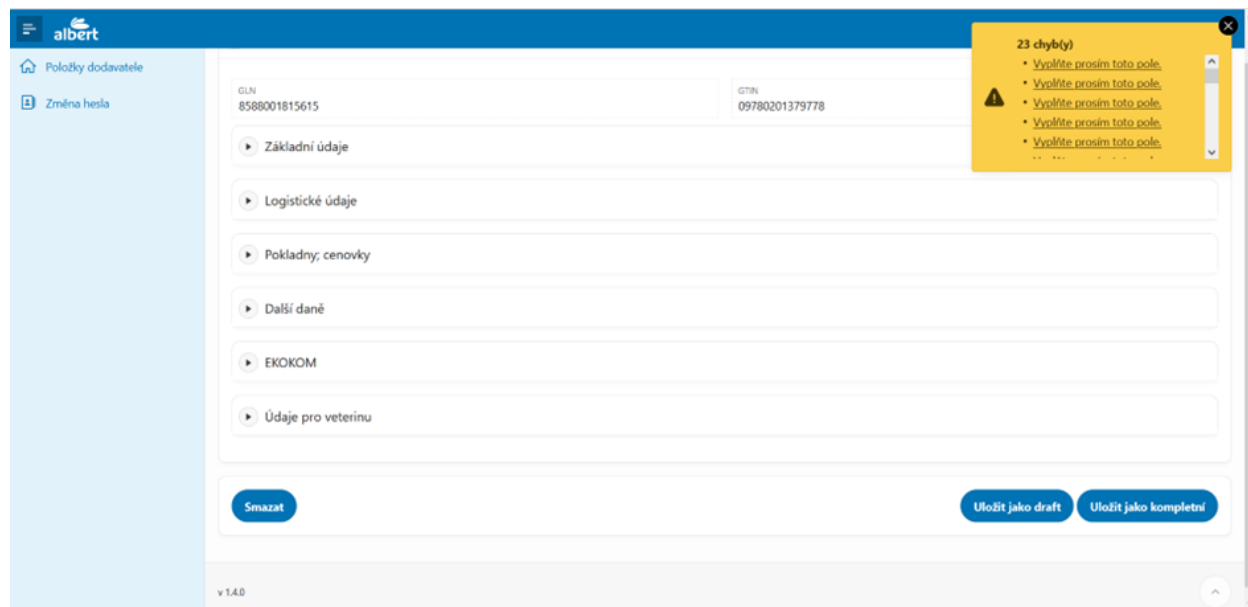 albert
23 chyb(y)
• Vyplňte prosím toto pole.
• Vyplňte prosím toto pole.
• Vyplňte prosím toto pole.
• Vyplňte prosím toto pole.
• Vyplňte prosím toto pole.
Položky dodavatele
Změna hesla
GLN
8588001815615
GTIN
09780201379778
Základní údaje
Logistické údaje
Pokladny; cenovky
Další daně
EKOKOM
Údaje pro veterinu
Smazat
Uložit jako draft
Uložit jako kompletní
v 1.4.0